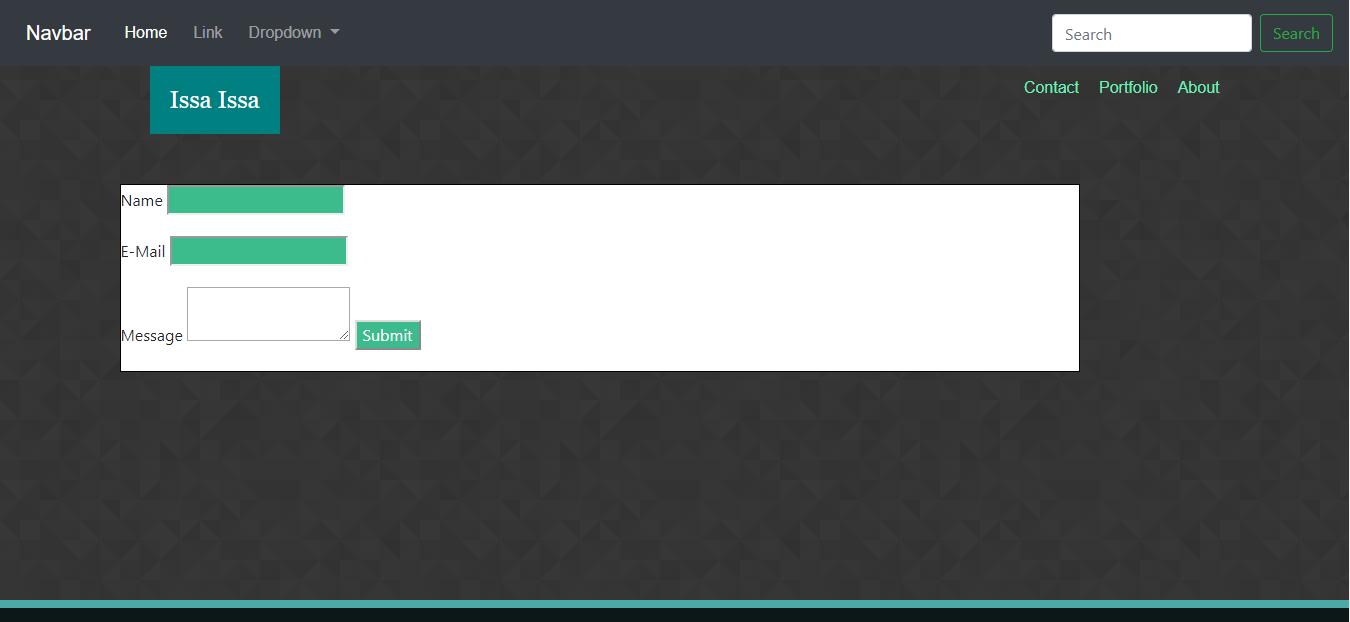 Navbar Home Link Dropdown Search Search
Issa Issa Contact Portfolio About
Name
E-Mail
Message Submit